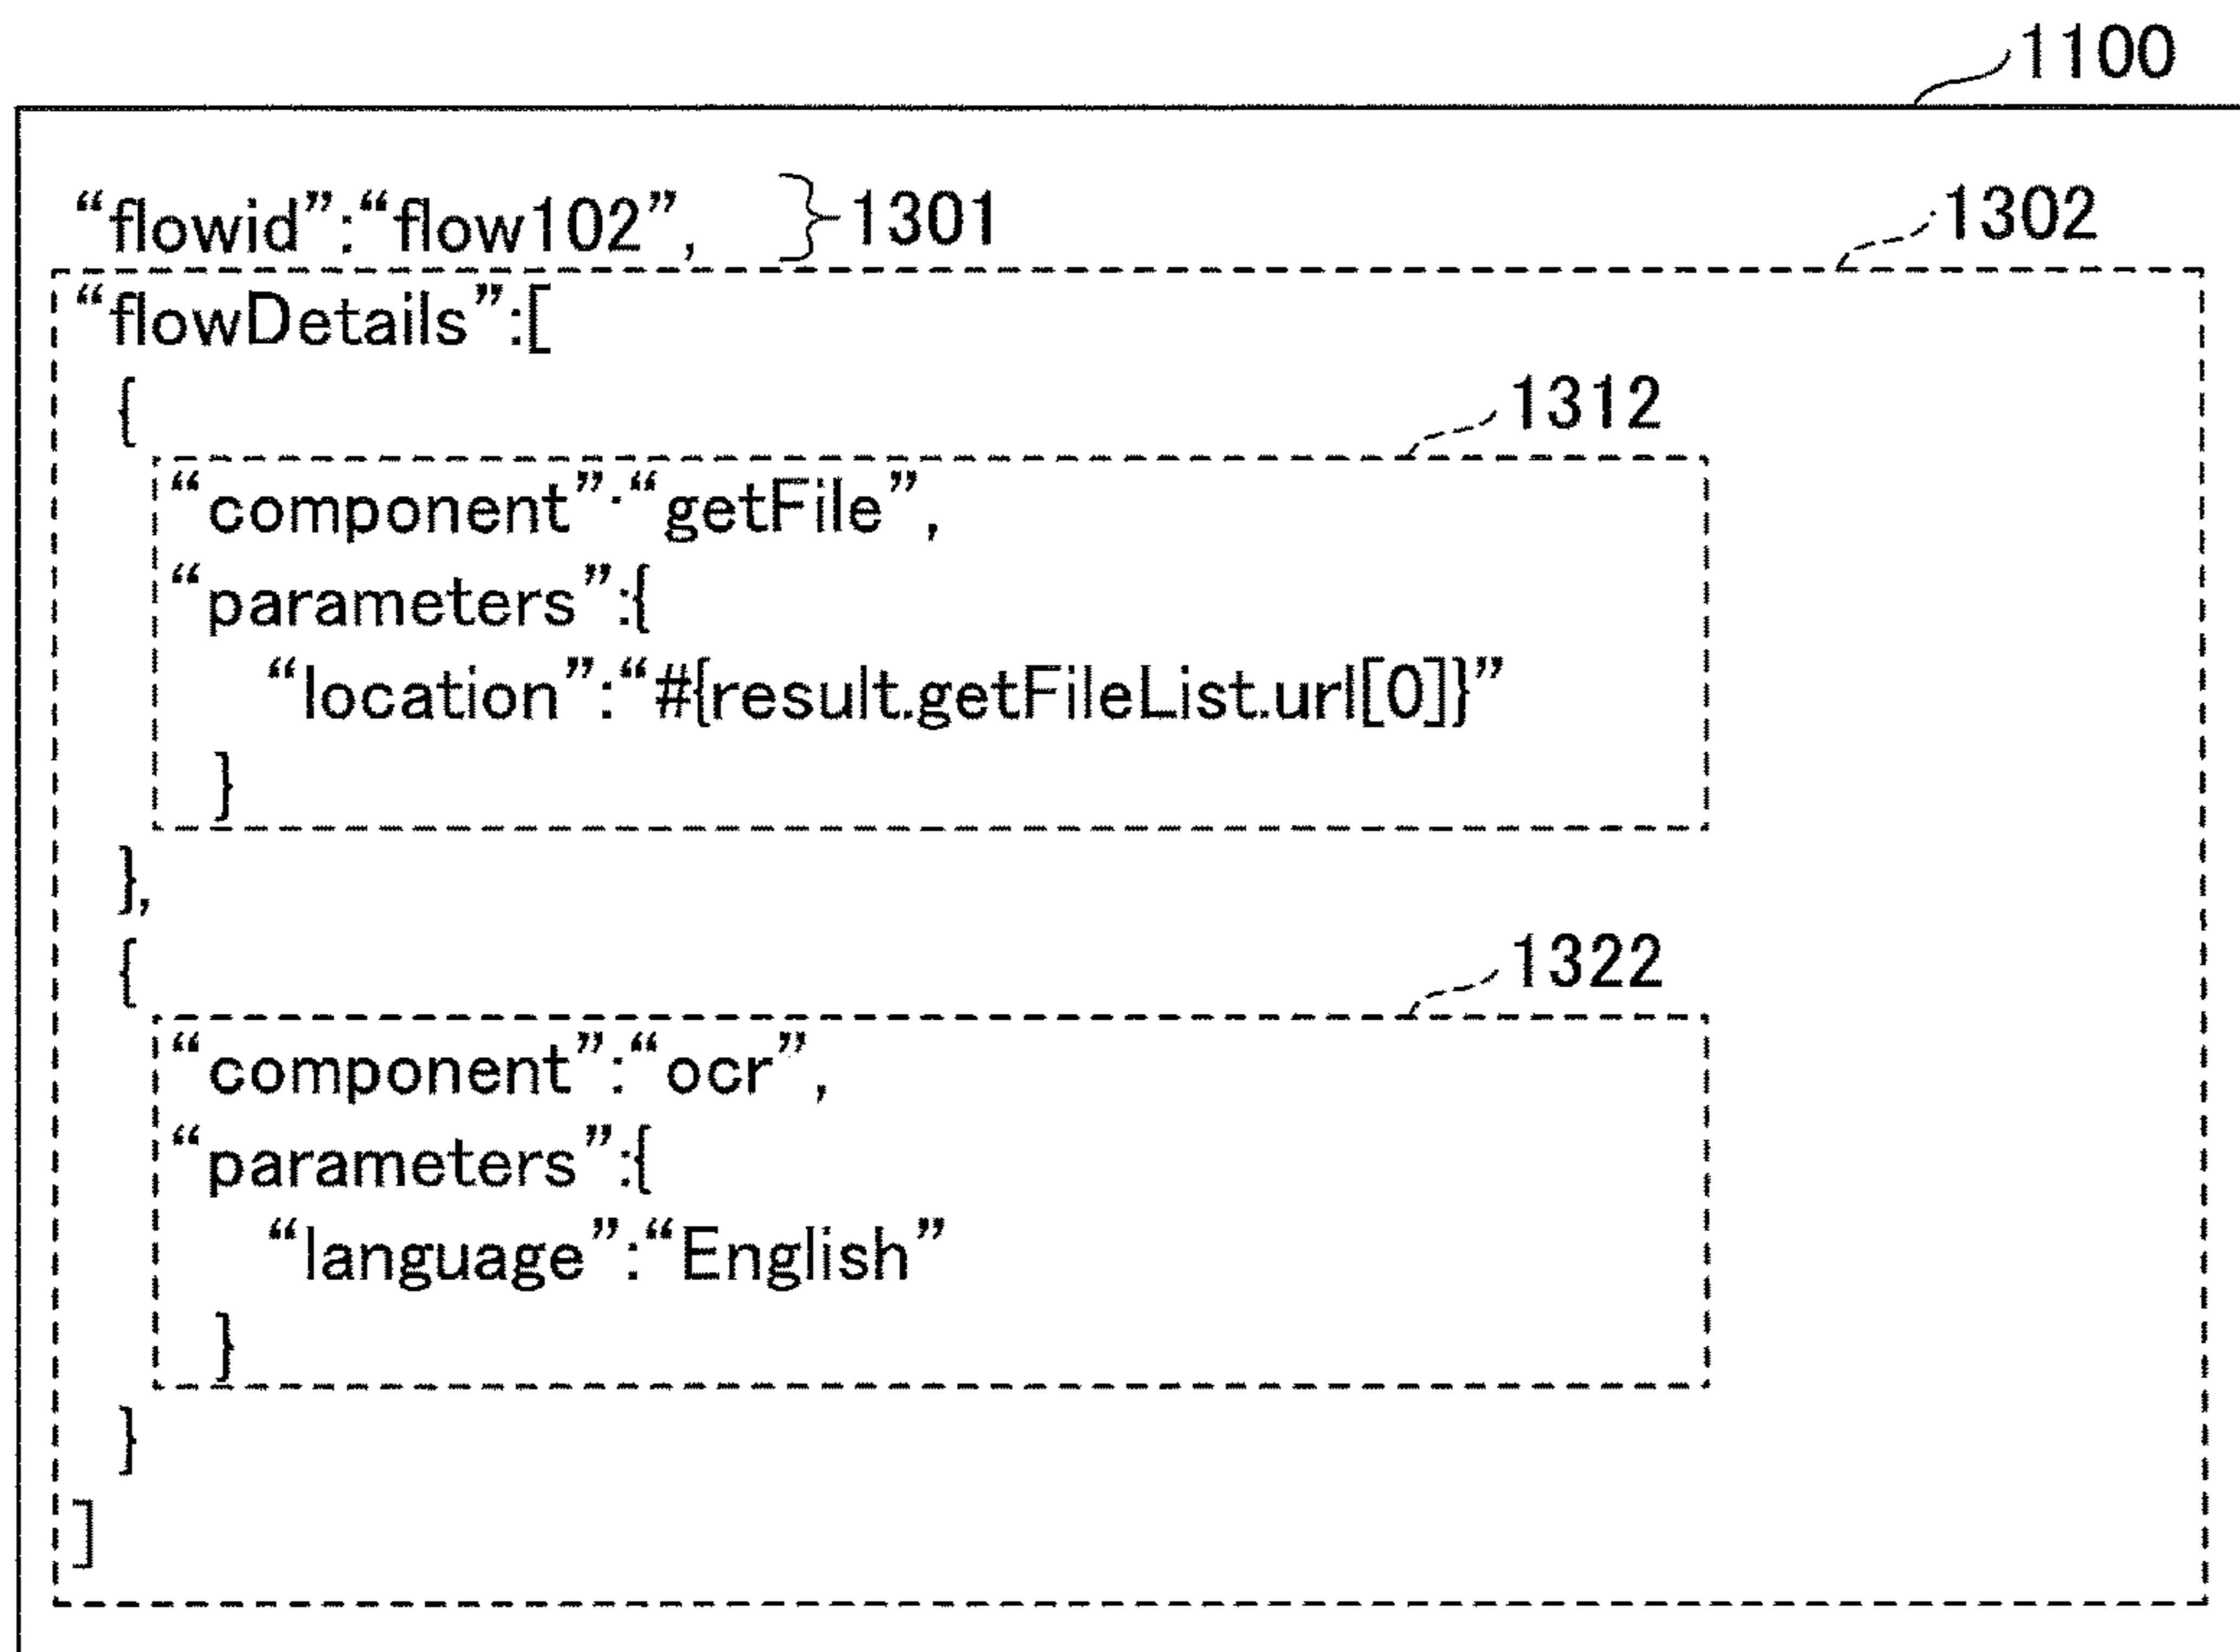 1100
“flowid”:“flow102”, 1301
1302
“flowDetails”:[
{
1312
“component”:“getFile”,
“parameters”:{
“location”:“#{result.getFileList.url[0]}”
}
},
{
1322
“component”:“ocr”,
“parameters”:{
“language”:“English”
}
}
]